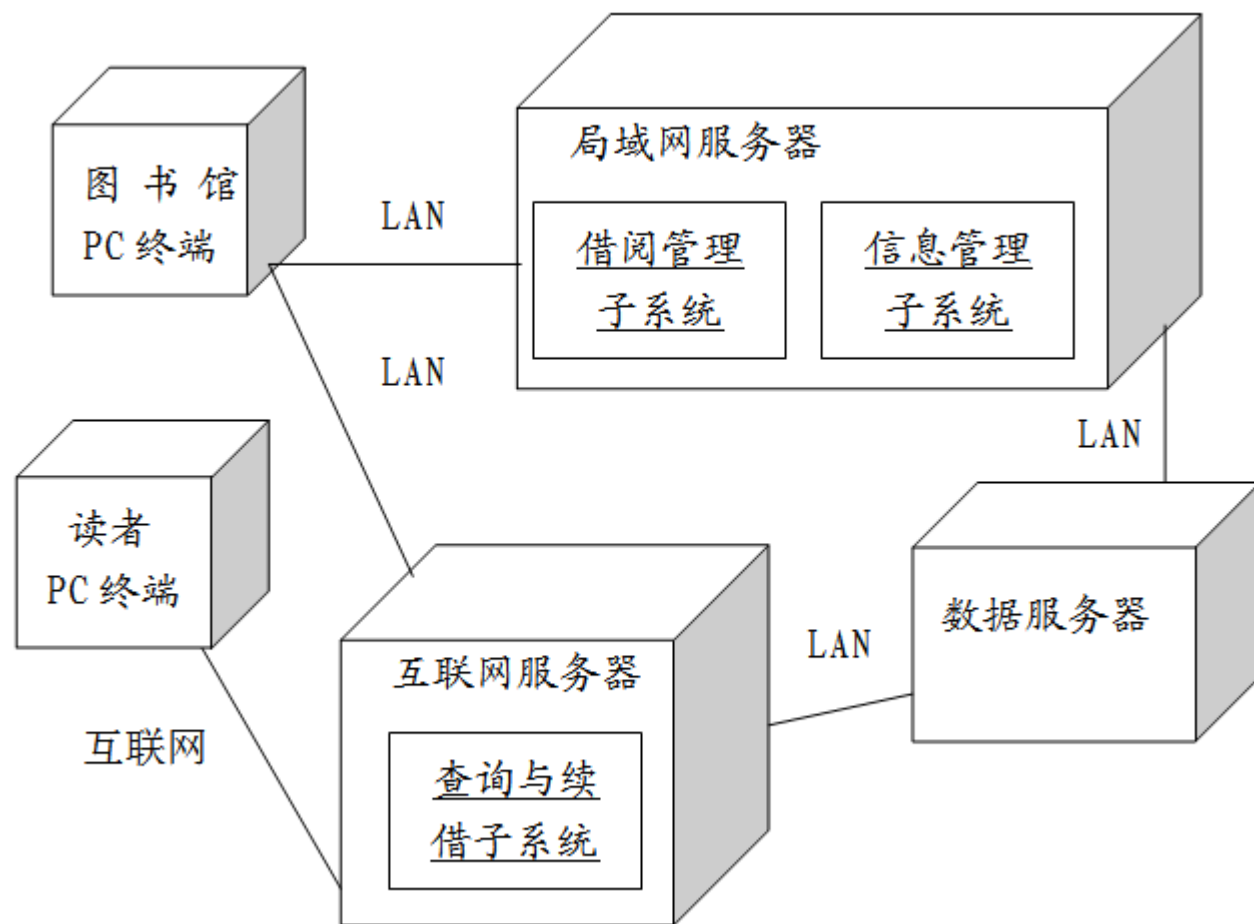 图 书 馆
PC 终端
LAN
局域网服务器
借阅管理
子系统
信息管理
子系统
LAN
LAN
读者
PC 终端
互联网
互联网服务器
查询与续
借子系统
LAN
数据服务器